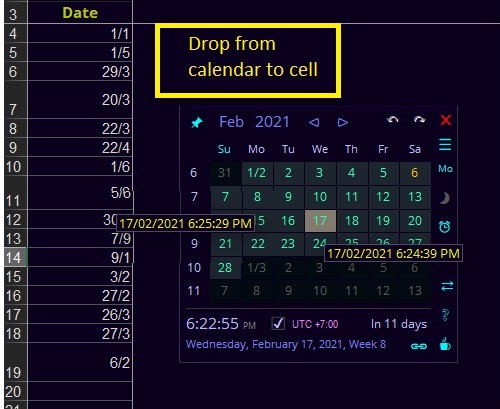 3 Date
4 1/1
Drop from
calendar to cell
5 1/5
6 29/3
7 20/3
8 22/3
9 22/4
10 1/6
11 5/6
12 30
13 7/9
14 9/1
15 3/2
16 27/2
17 26/3
18 27/3
19 6/2
20
21
Feb 2021
Su Mo Tu We Th Fr Sa
6 31 1/2 2 3 4 5 6 Mo
7 7 8 9 10 11 12 13
17/02/2021 6:25:29 PM
15 16 17 18 19 20
9 21 22 23 24 25 26 27
17/02/2021 6:24:39 PM
10 28 1/3 2 3 4 5 6
11 7 8 9 10 11 12 13
6:22:55 PM UTC +7:00 In 11 days
Wednesday, February 17, 2021, Week 8